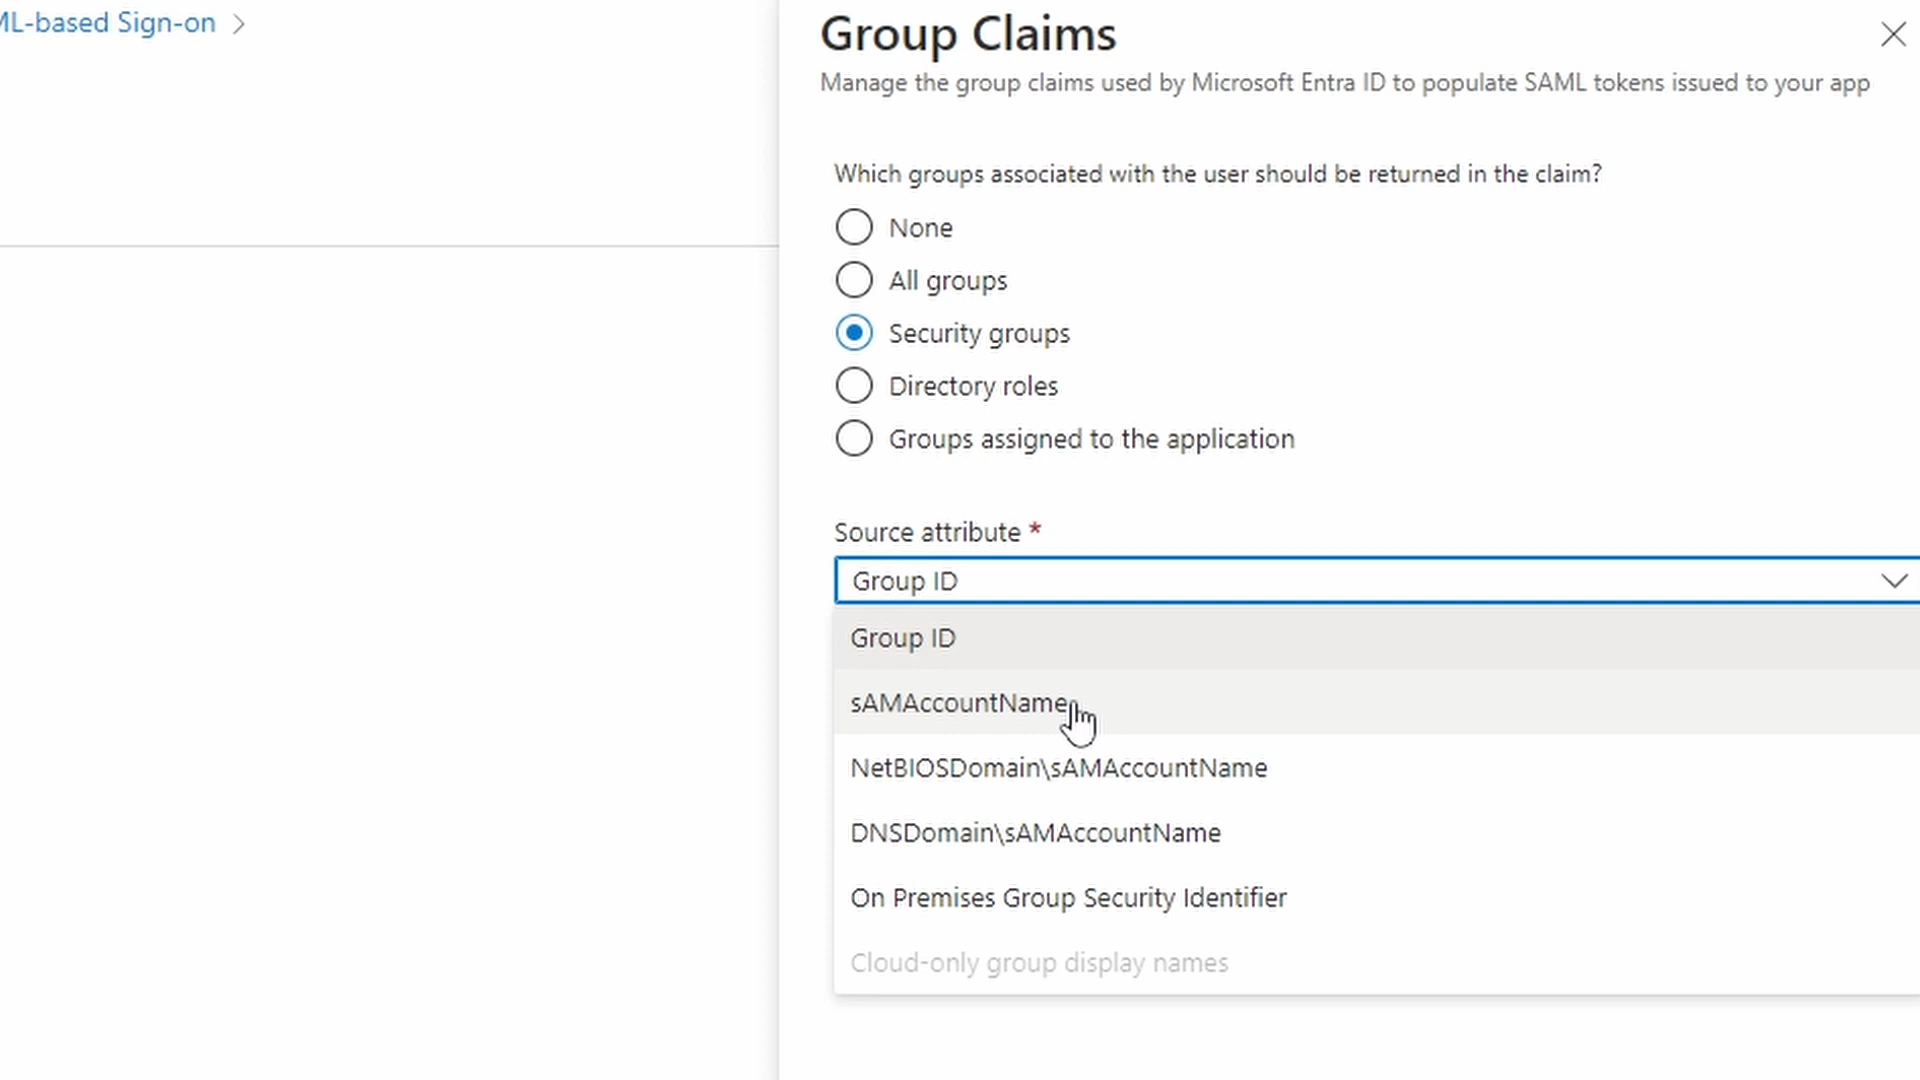 ML-based Sign-on
Group Claims
Manage the group claims used by Microsoft Entra ID to populate SAML tokens issued to your app
Which groups associated with the user should be returned in the claim?
None
All groups
Security groups
Directory roles
Groups assigned to the application
Source attribute *
Group ID
Group ID
sAMAccountName
NetBIOSDomain\sAMAccountName
DNSDomain\sAMAccountName
On Premises Group Security Identifier
Cloud-only group display names